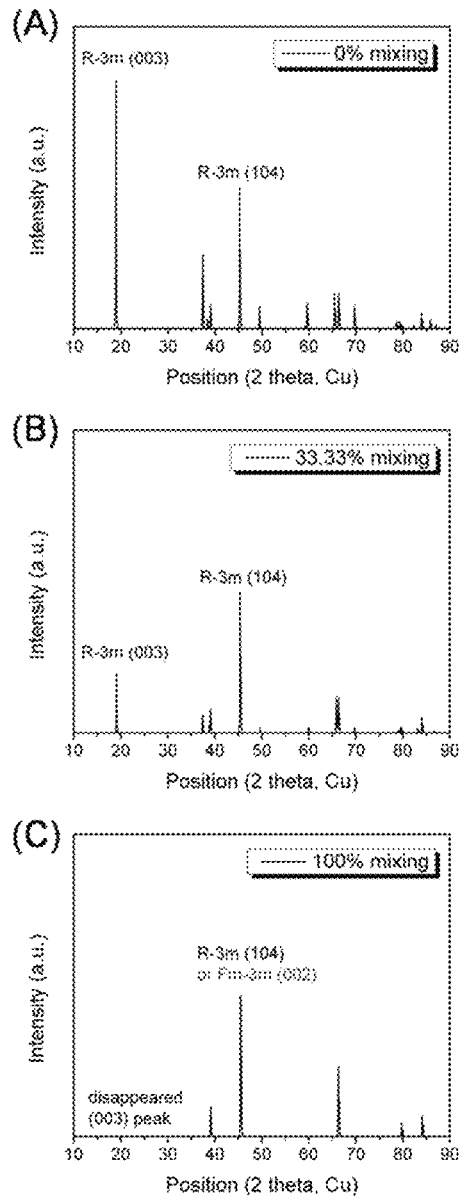 (A)
R-3m (003)
0% mixing
R-3m (104)
Intensity (a.u.)
10 20 30 40 50 60 70 80 90
Position (2 theta, Cu)
(B)
33.33% mixing
R-3m (104)
R-3m (003)
Intensity (a.u.)
10 20 30 40 50 60 70 80 90
Position (2 theta, Cu)
(C)
100% mixing
R-3m (104)
or Fm-3m (002)
Intensity (a.u.)
disappeared
(003) peak
10 20 30 40 50 60 70 80 90
Position (2 theta, Cu)